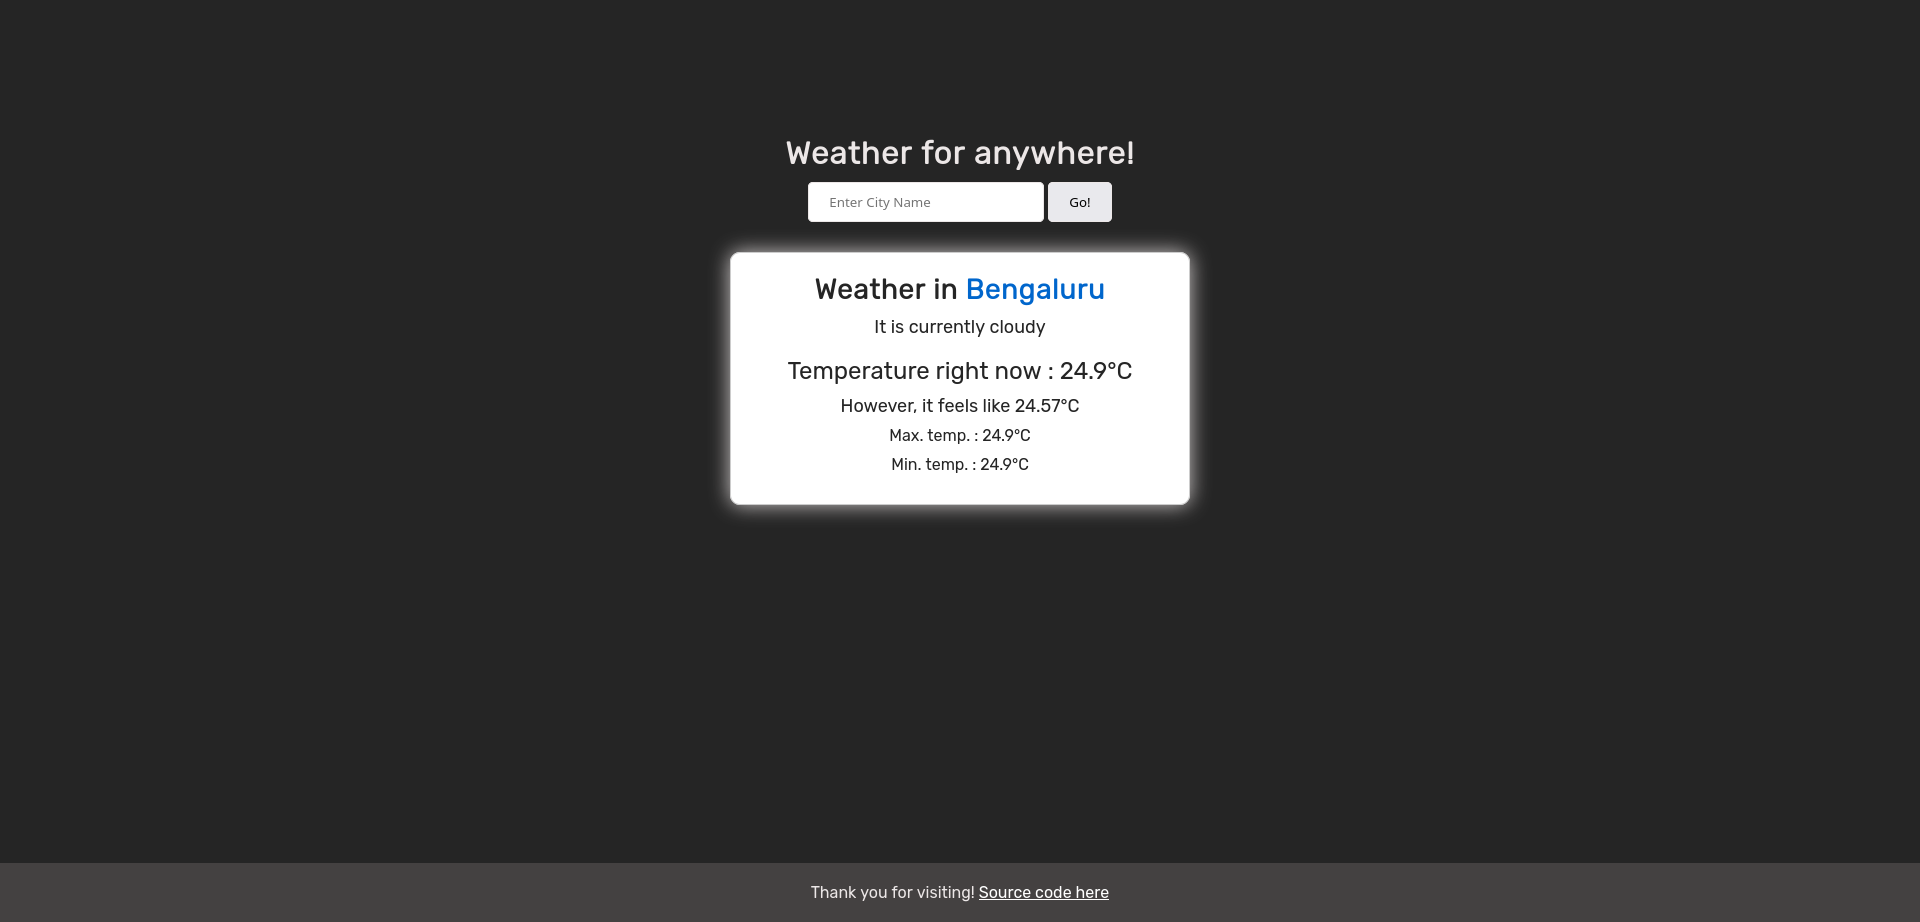 Weather for anywhere!
Enter City Name
Go!
Weather in Bengaluru
It is currently cloudy
Temperature right now : 24.9°C
However, it feels like 24.57°C
Max. temp. : 24.9°C
Min. temp. : 24.9°C
Thank you for visiting! Source code here